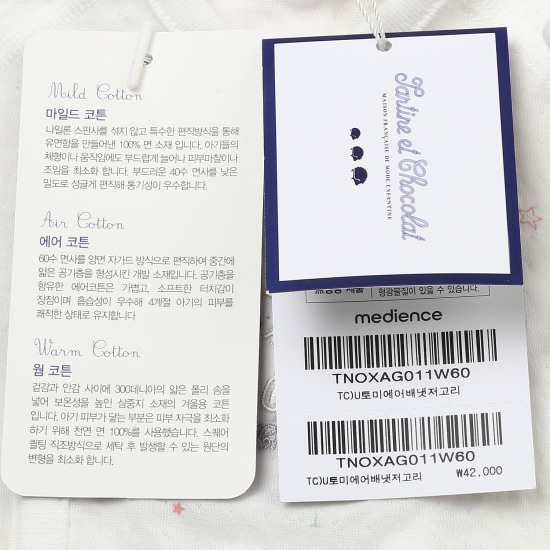 Mild Cotton
마일드 코튼
나일론 스판사를 섞지 않고 특수한 편직방식을 통해
유연함을 만들어낸 100% 면 소재 입니다. 아기들의
체형이나 움직임에도 부드럽게 늘어나 피부마찰이나
조임을 최소화 합니다. 부드러운 40수 면사를 낮은
밀도로 성글게 편직해 통기성이 우수합니다.
Air Cotton
에어 코튼
60수 면사를 양면 자가드 방식으로 편직하여 중간에
얇은 공기층을 형성시킨 개발 소재입니다. 공기층을
함유한 에어코튼은 가볍고, 소프트한 터치감이
장점이며 흡습성이 우수해 4계절 아기의 피부를
쾌적한 상태로 유지합니다
Warm Cotton
웜 코튼
겉감과 안감 사이에 300데니아의 얇은 폴리 솜을
넣어 보온성을 높인 삼중지 소재의 겨울용 코튼
입니다. 아기 피부가 닿는 부분은 피부 자극을 최소화
하기 위해 천연 면 100%를 사용했습니다. 스퀘어
퀼팅 직조방식으로 세탁 후 발생할 수 있는 원단의
변형을 최소화 합니다.
Tartine et Chocolat
MAISON FRANÇAISE DE MODE ENFANTINE
형광물질이 있을 수 있습니다.
medience
TNOXAG011W60
TC)U토미에어배냇저고리
TNOXAG011W60
TC)U토미에어배냇저고리 ₩42,000